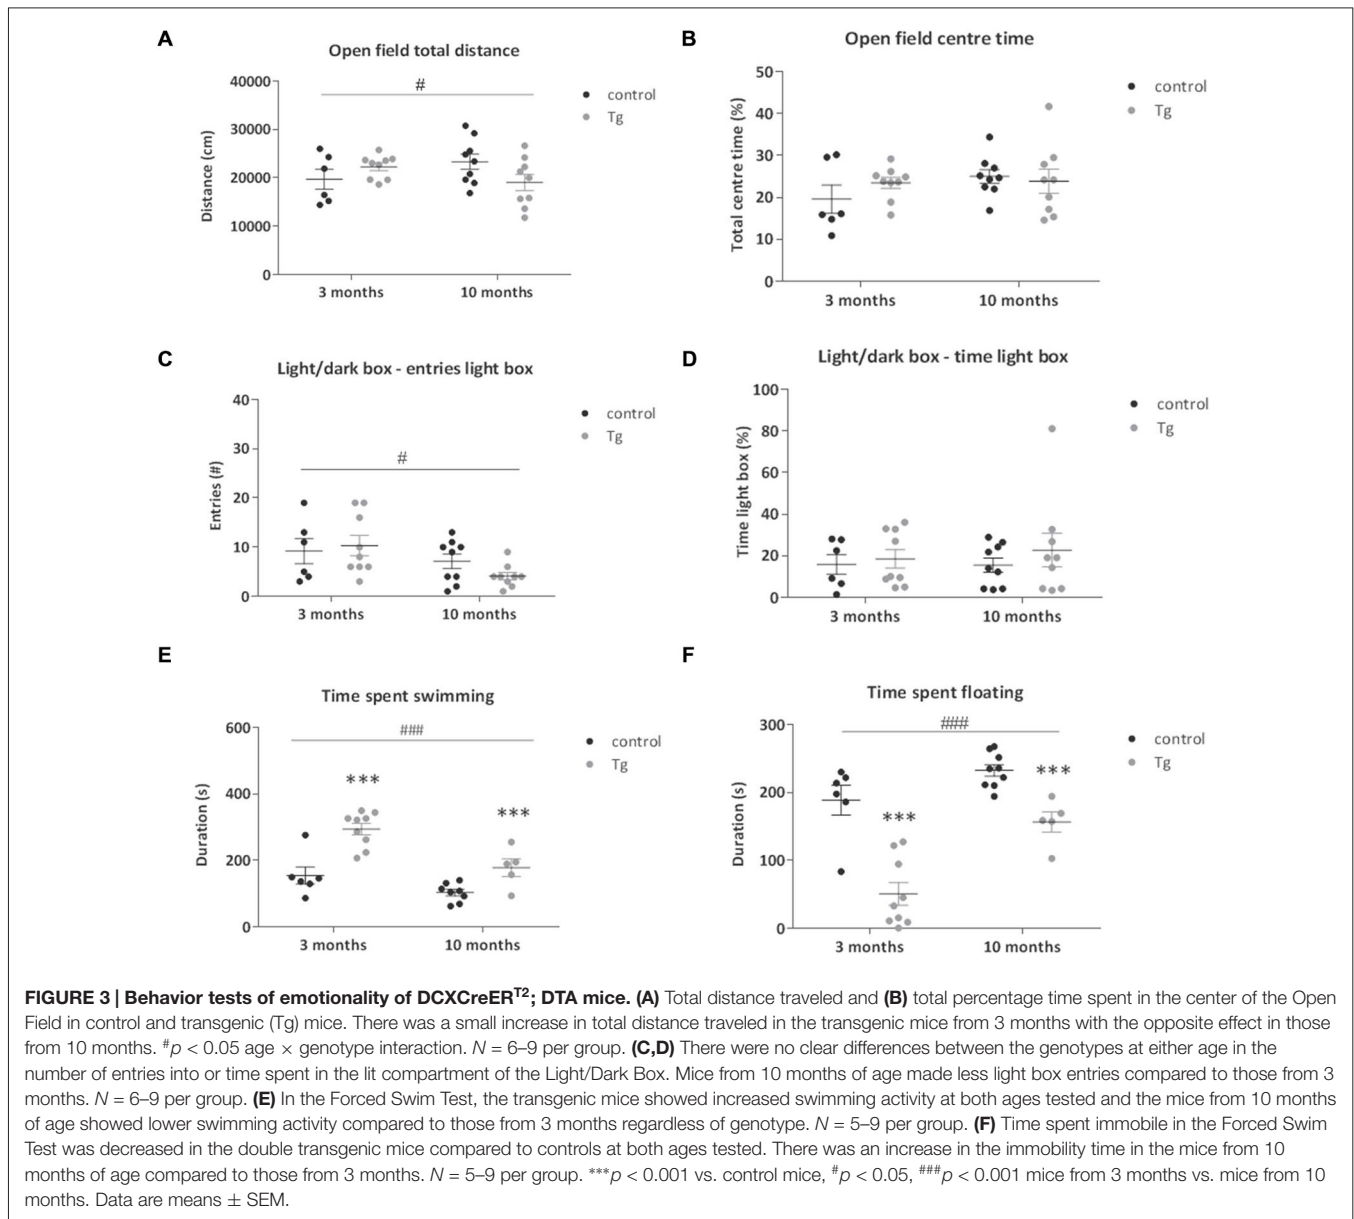 A
Open field total distance
40000
30000
20000
10000
0
Distance (cm)
#
3 months 10 months
control
Tg
B
Open field centre time
50
40
30
20
10
0
Total centre time (%)
3 months 10 months
control
Tg
C
Light/dark box - entries light box
40
30
20
10
0
Entries (#)
#
3 months 10 months
control
Tg
D
Light/dark box - time light box
100
80
60
40
20
0
Time light box (%)
3 months 10 months
control
Tg
E
Time spent swimming
600
400
200
0
Duration (s)
###
***
***
3 months 10 months
control
Tg
F
Time spent floating
300
200
100
0
Duration (s)
###
***
***
3 months 10 months
control
Tg
FIGURE 3 | Behavior tests of emotionality of DCXCreERᵀ²; DTA mice. (A) Total distance traveled and (B) total percentage time spent in the center of the Open
Field in control and transgenic (Tg) mice. There was a small increase in total distance traveled in the transgenic mice from 3 months with the opposite effect in those
from 10 months. #p < 0.05 age × genotype interaction. N = 6–9 per group. (C,D) There were no clear differences between the genotypes at either age in the
number of entries into or time spent in the lit compartment of the Light/Dark Box. Mice from 10 months of age made less light box entries compared to those from 3
months. N = 6–9 per group. (E) In the Forced Swim Test, the transgenic mice showed increased swimming activity at both ages tested and the mice from 10 months
of age showed lower swimming activity compared to those from 3 months regardless of genotype. N = 5–9 per group. (F) Time spent immobile in the Forced Swim
Test was decreased in the double transgenic mice compared to controls at both ages tested. There was an increase in the immobility time in the mice from 10
months of age compared to those from 3 months. N = 5–9 per group. ***p < 0.001 vs. control mice, #p < 0.05, ###p < 0.001 mice from 3 months vs. mice from 10
months. Data are means ± SEM.